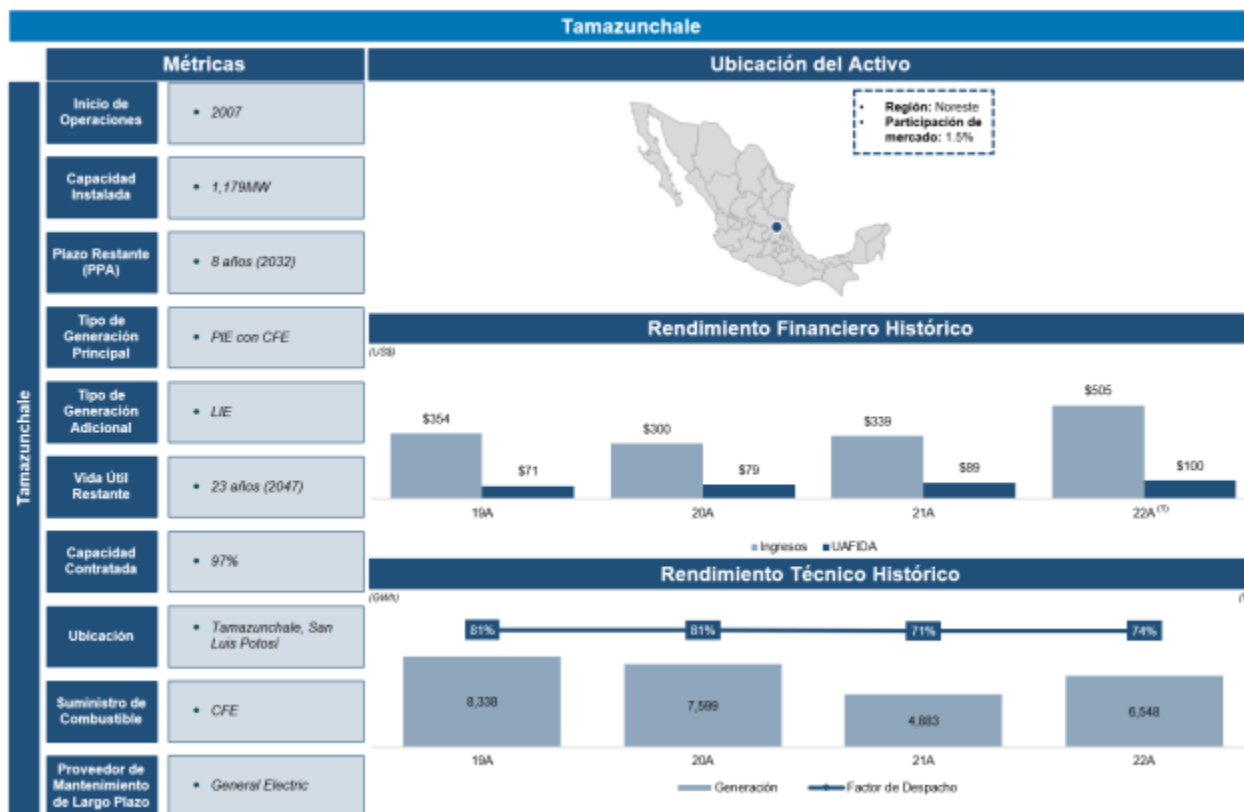 Tamazunchale
Métricas
Ubicación del Activo
Tamazunchale
Inicio de
Operaciones
• 2007
Capacidad
Instalada
• 1,179MW
Plazo Restante
(PPA)
• 8 años (2032)
Tipo de
Generación
Principal
• PIE con CFE
Tipo de
Generación
Adicional
• LIE
Vida Útil
Restante
• 23 años (2047)
Capacidad
Contratada
• 97%
Ubicación
• Tamazunchale, San
Luis Potosí
Suministro de
Combustible
• CFE
Proveedor de
Mantenimiento
de Largo Plazo
• General Electric
• Región: Noreste
• Participación de
mercado: 1.5%
Rendimiento Financiero Histórico
(US$)
$354
$71
$300
$79
$339
$89
$505
$100
19A
20A
21A
22A (1)
Ingresos
UAFIDA
Rendimiento Técnico Histórico
(GWh)
81%
81%
71%
74%
8,338
7,599
4,883
6,548
19A
20A
21A
22A
Generación
Factor de Despacho